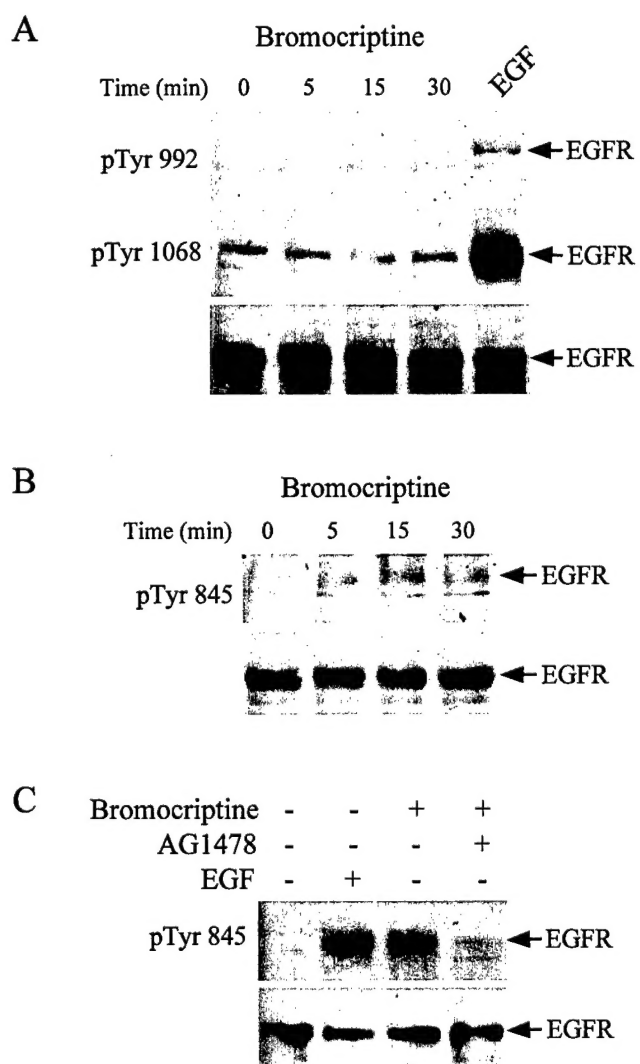 A
Bromocriptine
Time (min) 0 5 15 30 EGF
pTyr 992 EGFR
pTyr 1068 EGFR
EGFR
B
Bromocriptine
Time (min) 0 5 15 30
pTyr 845 EGFR
EGFR
C
Bromocriptine - - + +
AG1478 - - - +
EGF - + - -
pTyr 845 EGFR
EGFR